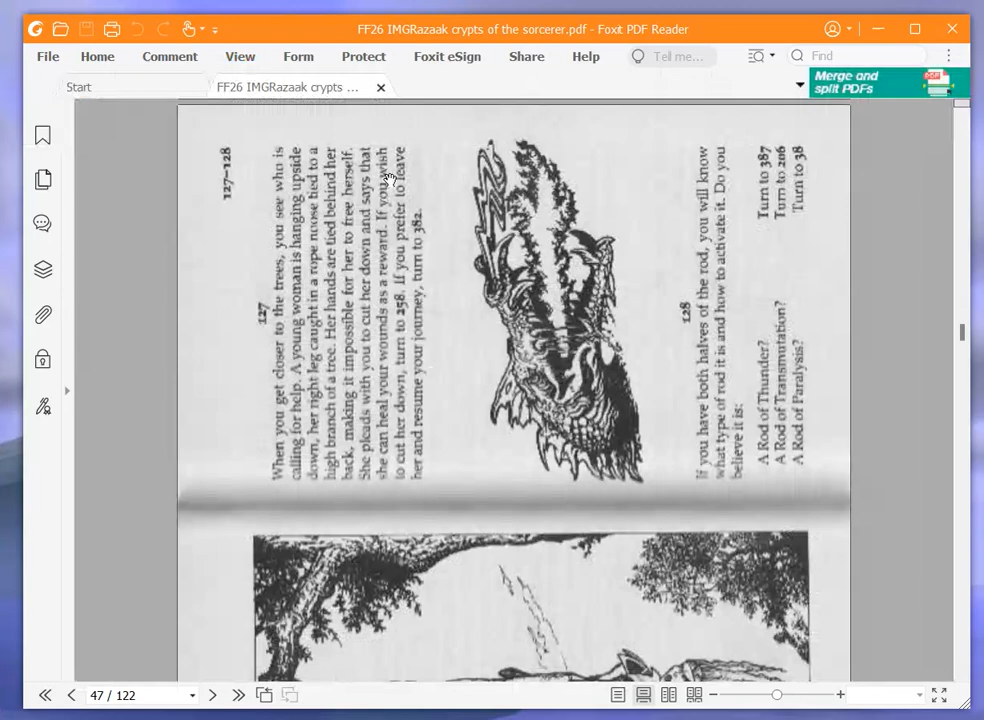 FF26 IMGRazaak crypts of the sorcerer.pdf - Foxit PDF Reader
File Home Comment View Form Protect Foxit eSign Share Help Tell me... Find
Start FF26 IMGRazaak crypts ... Merge and
split PDFs
127–128
127
When you get closer to the trees, you see who is
calling for help. A young woman is hanging upside
down, her right leg caught in a rope noose tied to a
high branch of a tree. Her hands are tied behind her
back, making it impossible for her to free herself.
She pleads with you to cut her down and says that
she can heal your wounds as a reward. If you wish
to cut her down, turn to 258. If you prefer to leave
her and resume your journey, turn to 382.
128
If you have both halves of the rod, you will know
what type of rod it is and how to activate it. Do you
believe it is:
A Rod of Thunder? Turn to 387
A Rod of Transmutation? Turn to 206
A Rod of Paralysis? Turn to 38
47 / 122